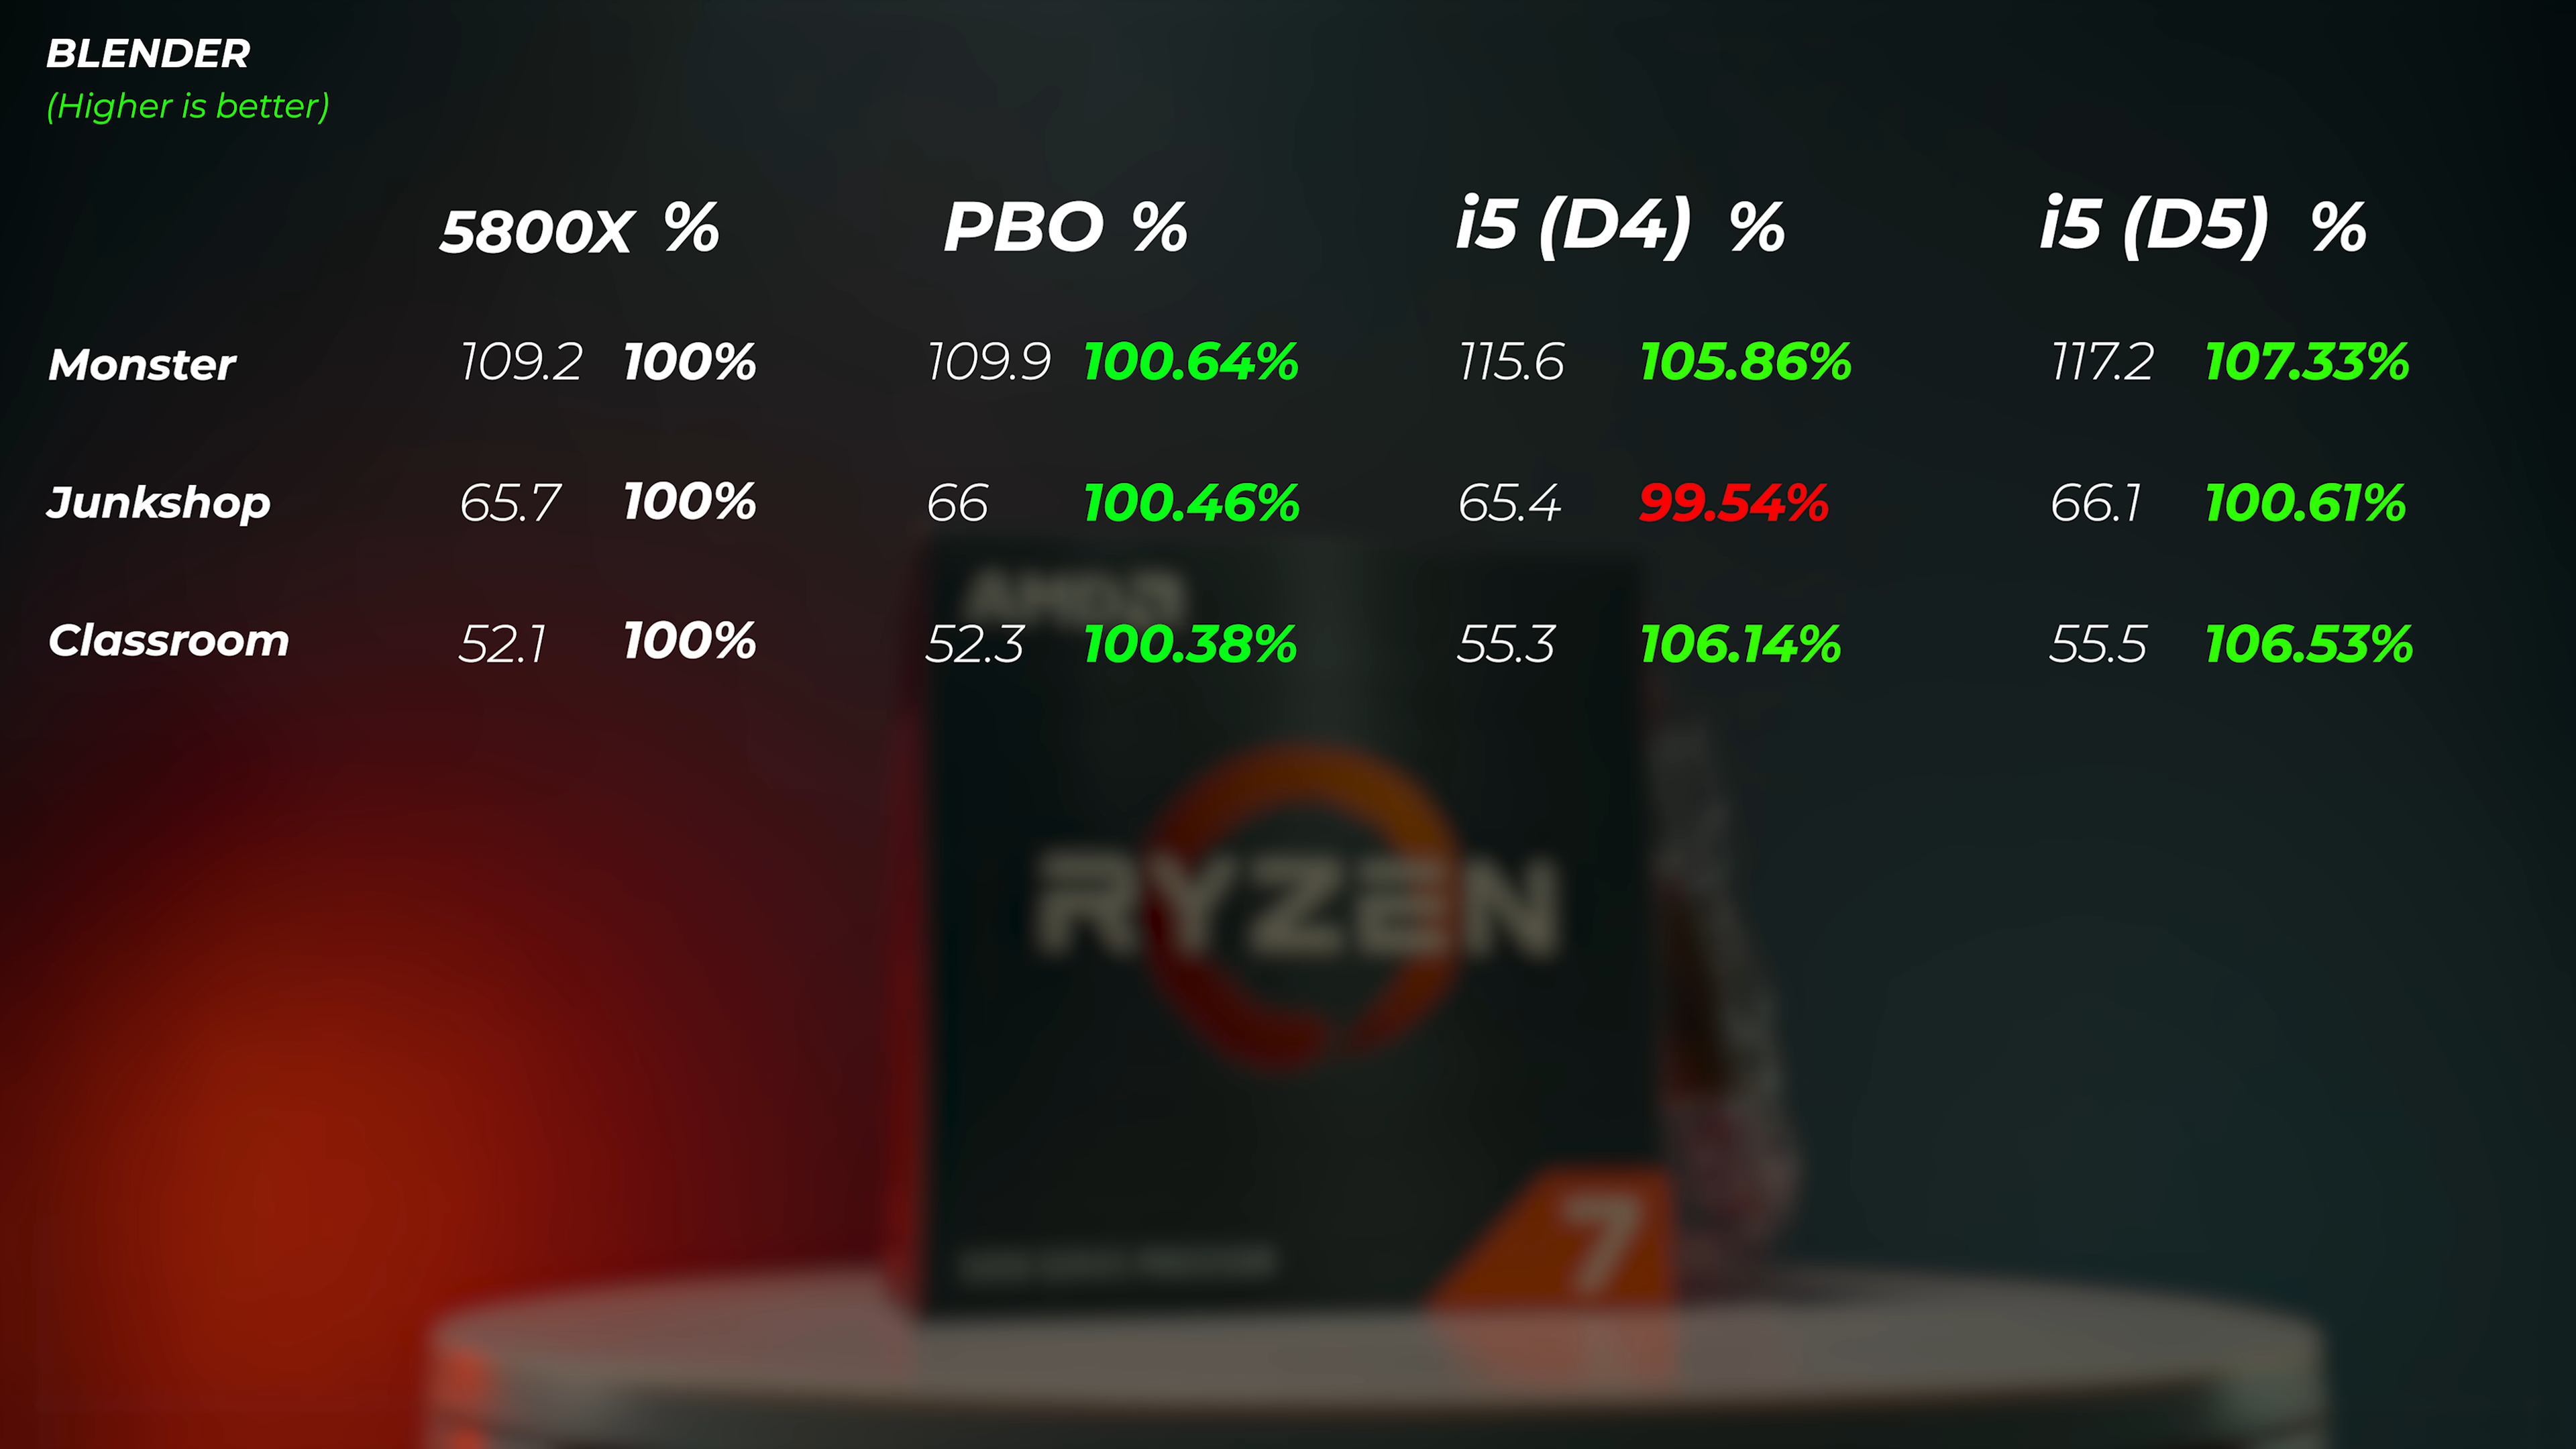 BLENDER
(Higher is better)
5800X % PBO % i5 (D4) % i5 (D5) %
Monster 109.2 100% 109.9 100.64% 115.6 105.86% 117.2 107.33%
Junkshop 65.7 100% 66 100.46% 65.4 99.54% 66.1 100.61%
Classroom 52.1 100% 52.3 100.38% 55.3 106.14% 55.5 106.53%
AMD
RYZEN
7